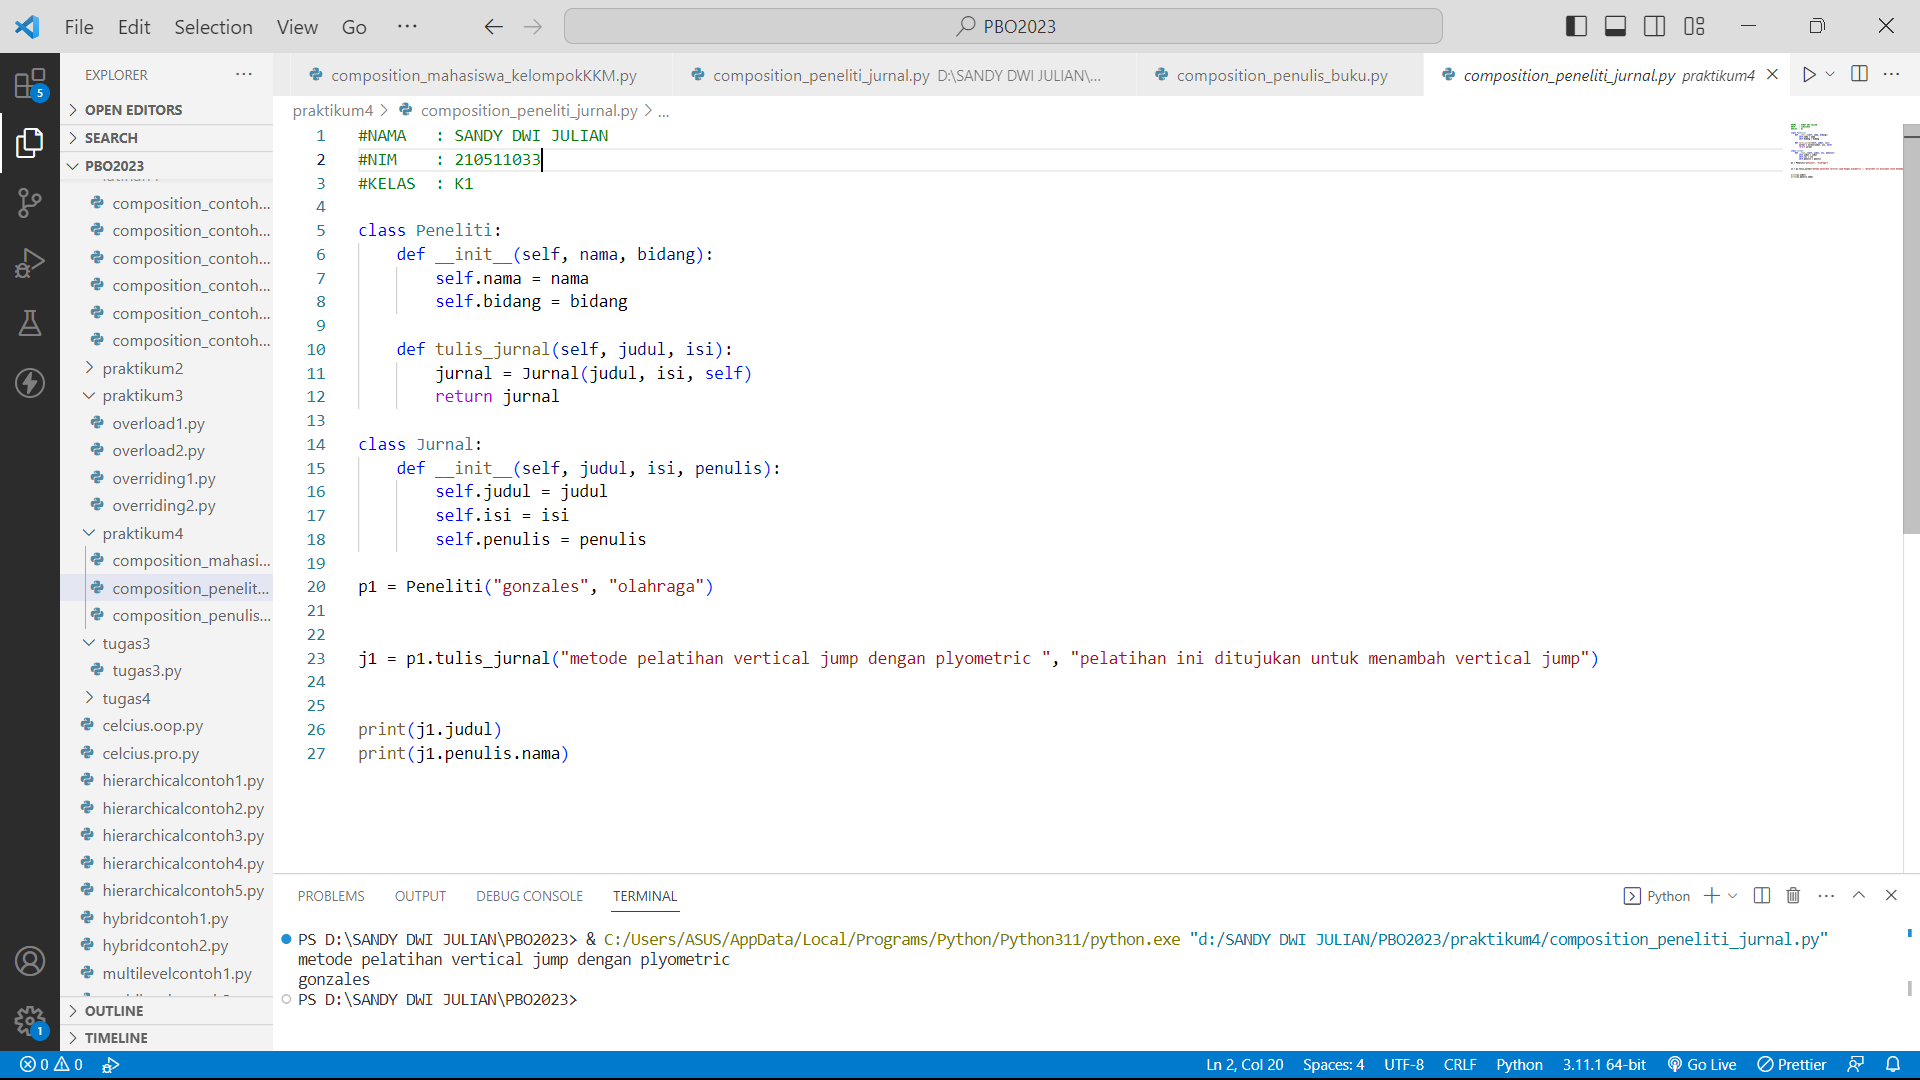 File Edit Selection View Go ··· PBO2023
EXPLORER ···
composition_mahasiswa_kelompokKKM.py composition_peneliti_jurnal.py D:\SANDY DWI JULIAN\... composition_penulis_buku.py composition_peneliti_jurnal.py praktikum4
OPEN EDITORS
SEARCH
PBO2023
composition_contoh...
composition_contoh...
composition_contoh...
composition_contoh...
composition_contoh...
composition_contoh...
praktikum2
praktikum3
overload1.py
overload2.py
overriding1.py
overriding2.py
praktikum4
composition_mahasi...
composition_penelit...
composition_penulis...
tugas3
tugas3.py
tugas4
celcius.oop.py
celcius.pro.py
hierarchicalcontoh1.py
hierarchicalcontoh2.py
hierarchicalcontoh3.py
hierarchicalcontoh4.py
hierarchicalcontoh5.py
hybridcontoh1.py
hybridcontoh2.py
multilevelcontoh1.py
OUTLINE
TIMELINE
5
1
praktikum4 > composition_peneliti_jurnal.py > ...
1 #NAMA   : SANDY DWI JULIAN
2 #NIM    : 210511033
3 #KELAS  : K1
4
5 class Peneliti:
6     def __init__(self, nama, bidang):
7         self.nama = nama
8         self.bidang = bidang
9
10     def tulis_jurnal(self, judul, isi):
11         jurnal = Jurnal(judul, isi, self)
12         return jurnal
13
14 class Jurnal:
15     def __init__(self, judul, isi, penulis):
16         self.judul = judul
17         self.isi = isi
18         self.penulis = penulis
19
20 p1 = Peneliti("gonzales", "olahraga")
21
22
23 j1 = p1.tulis_jurnal("metode pelatihan vertical jump dengan plyometric ", "pelatihan ini ditujukan untuk menambah vertical jump")
24
25
26 print(j1.judul)
27 print(j1.penulis.nama)
PROBLEMS OUTPUT DEBUG CONSOLE TERMINAL Python
PS D:\SANDY DWI JULIAN\PBO2023> & C:/Users/ASUS/AppData/Local/Programs/Python/Python311/python.exe "d:/SANDY DWI JULIAN/PBO2023/praktikum4/composition_peneliti_jurnal.py"
metode pelatihan vertical jump dengan plyometric
gonzales
PS D:\SANDY DWI JULIAN\PBO2023>
0 0 Ln 2, Col 20 Spaces: 4 UTF-8 CRLF Python 3.11.1 64-bit Go Live Prettier